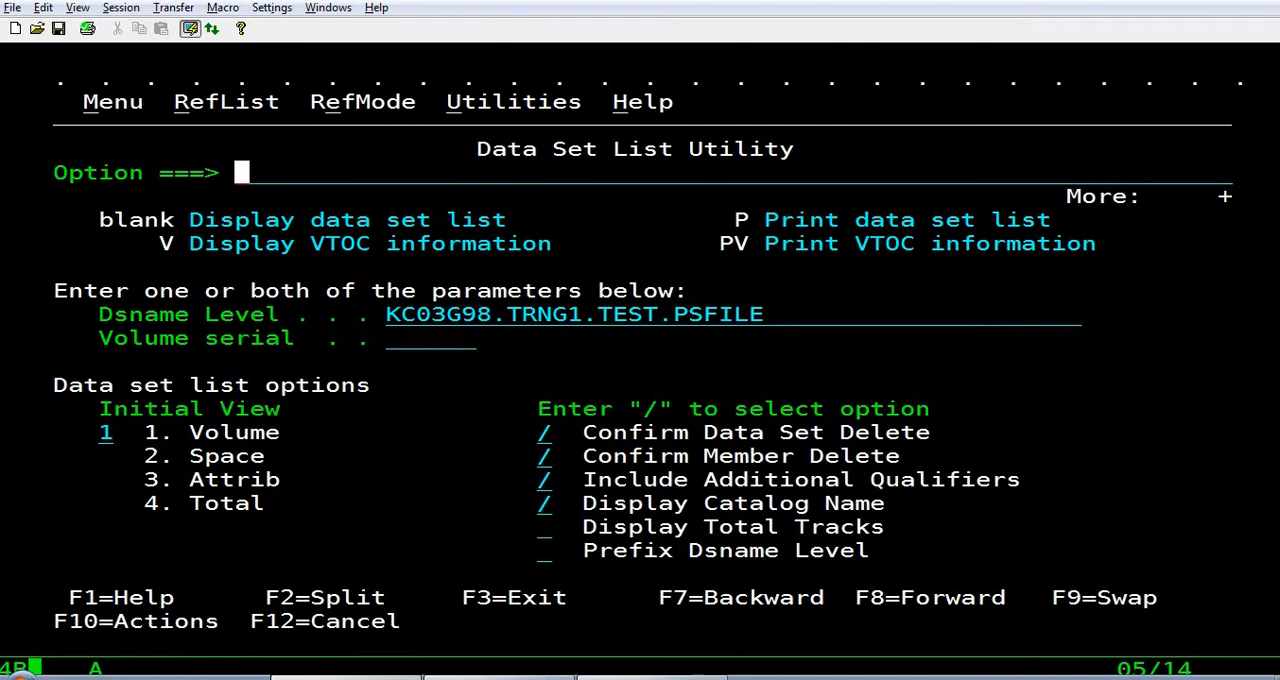 File Edit View Session Transfer Macro Settings Windows Help
. . . . . . . . . . . . . . . . . . . . . . . . . . .
Menu RefList RefMode Utilities Help
Data Set List Utility
Option ===>
More: +
blank Display data set list P Print data set list
V Display VTOC information PV Print VTOC information
Enter one or both of the parameters below:
Dsname Level . . . KC03G98.TRNG1.TEST.PSFILE
Volume serial . .
Data set list options
Initial View Enter "/" to select option
1 1. Volume / Confirm Data Set Delete
2. Space / Confirm Member Delete
3. Attrib / Include Additional Qualifiers
4. Total / Display Catalog Name
_ Display Total Tracks
_ Prefix Dsname Level
F1=Help F2=Split F3=Exit F7=Backward F8=Forward F9=Swap
F10=Actions F12=Cancel
A 05/14